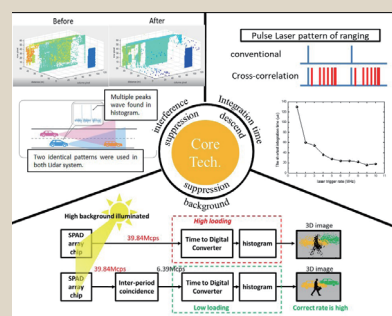 Before
After
Pulse Laser pattern of ranging
conventional
Cross-correlation
Multiple peaks
wave found in
histogram.
Two identical patterns were used in
both Lidar system.
interference
suppression
Integration time
descend
Core
Tech.
suppression
background
laser trigger rate (MHz)
High background illuminated
High loading
3D image
SPAD
array
chip
39.84Mcps
Time to Digital
Converter
histogram
39.84Mcps
6.39Mcps
3D image
SPAD
array
chip
Inter-period
coincidence
Time to Digital
Converter
histogram
Low loading
Correct rate is high